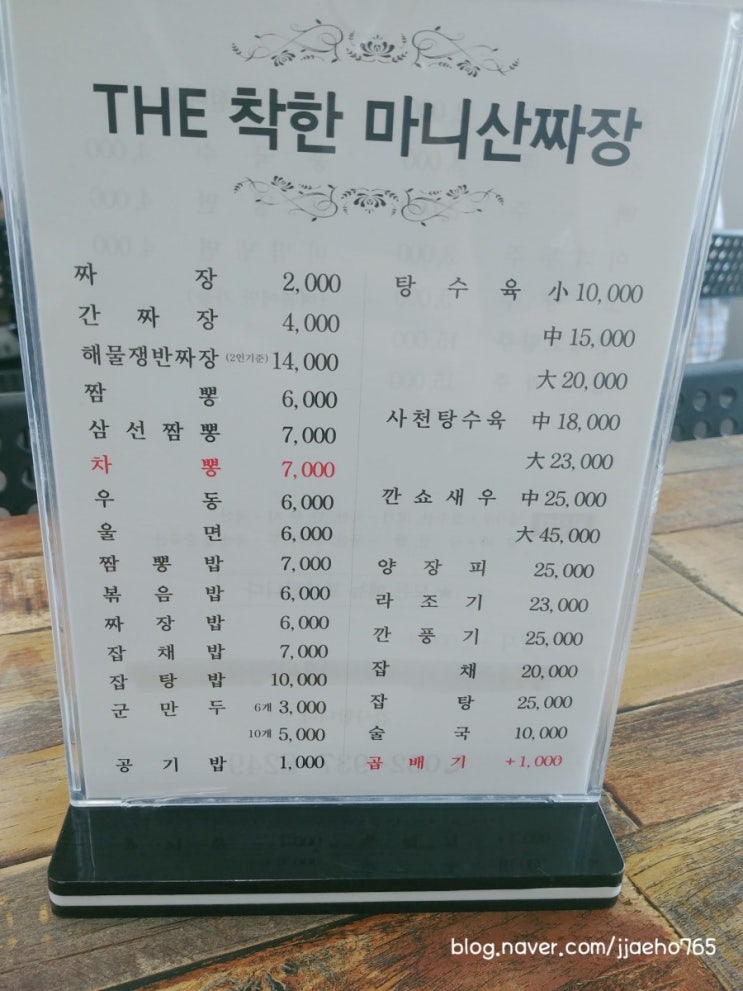 THE 착한 마니산짜장
짜장 2,000
간짜장 4,000
해물쟁반짜장 (2인기준) 14,000
짬뽕 6,000
삼선짬뽕 7,000
차뽕 7,000
우동 6,000
울면 6,000
짬뽕밥 7,000
볶음밥 6,000
짜장밥 6,000
잡채밥 7,000
잡탕밥 10,000
군만두 6개 3,000
10개 5,000
공기밥 1,000
탕수육 小 10,000
中 15,000
大 20,000
사천탕수육 中 18,000
大 23,000
깐쇼새우 中 25,000
大 45,000
양장피 25,000
라조기 23,000
깐풍기 25,000
잡채 20,000
잡탕 25,000
술국 10,000
곱배기 +1,000
blog.naver.com/jjaeho765